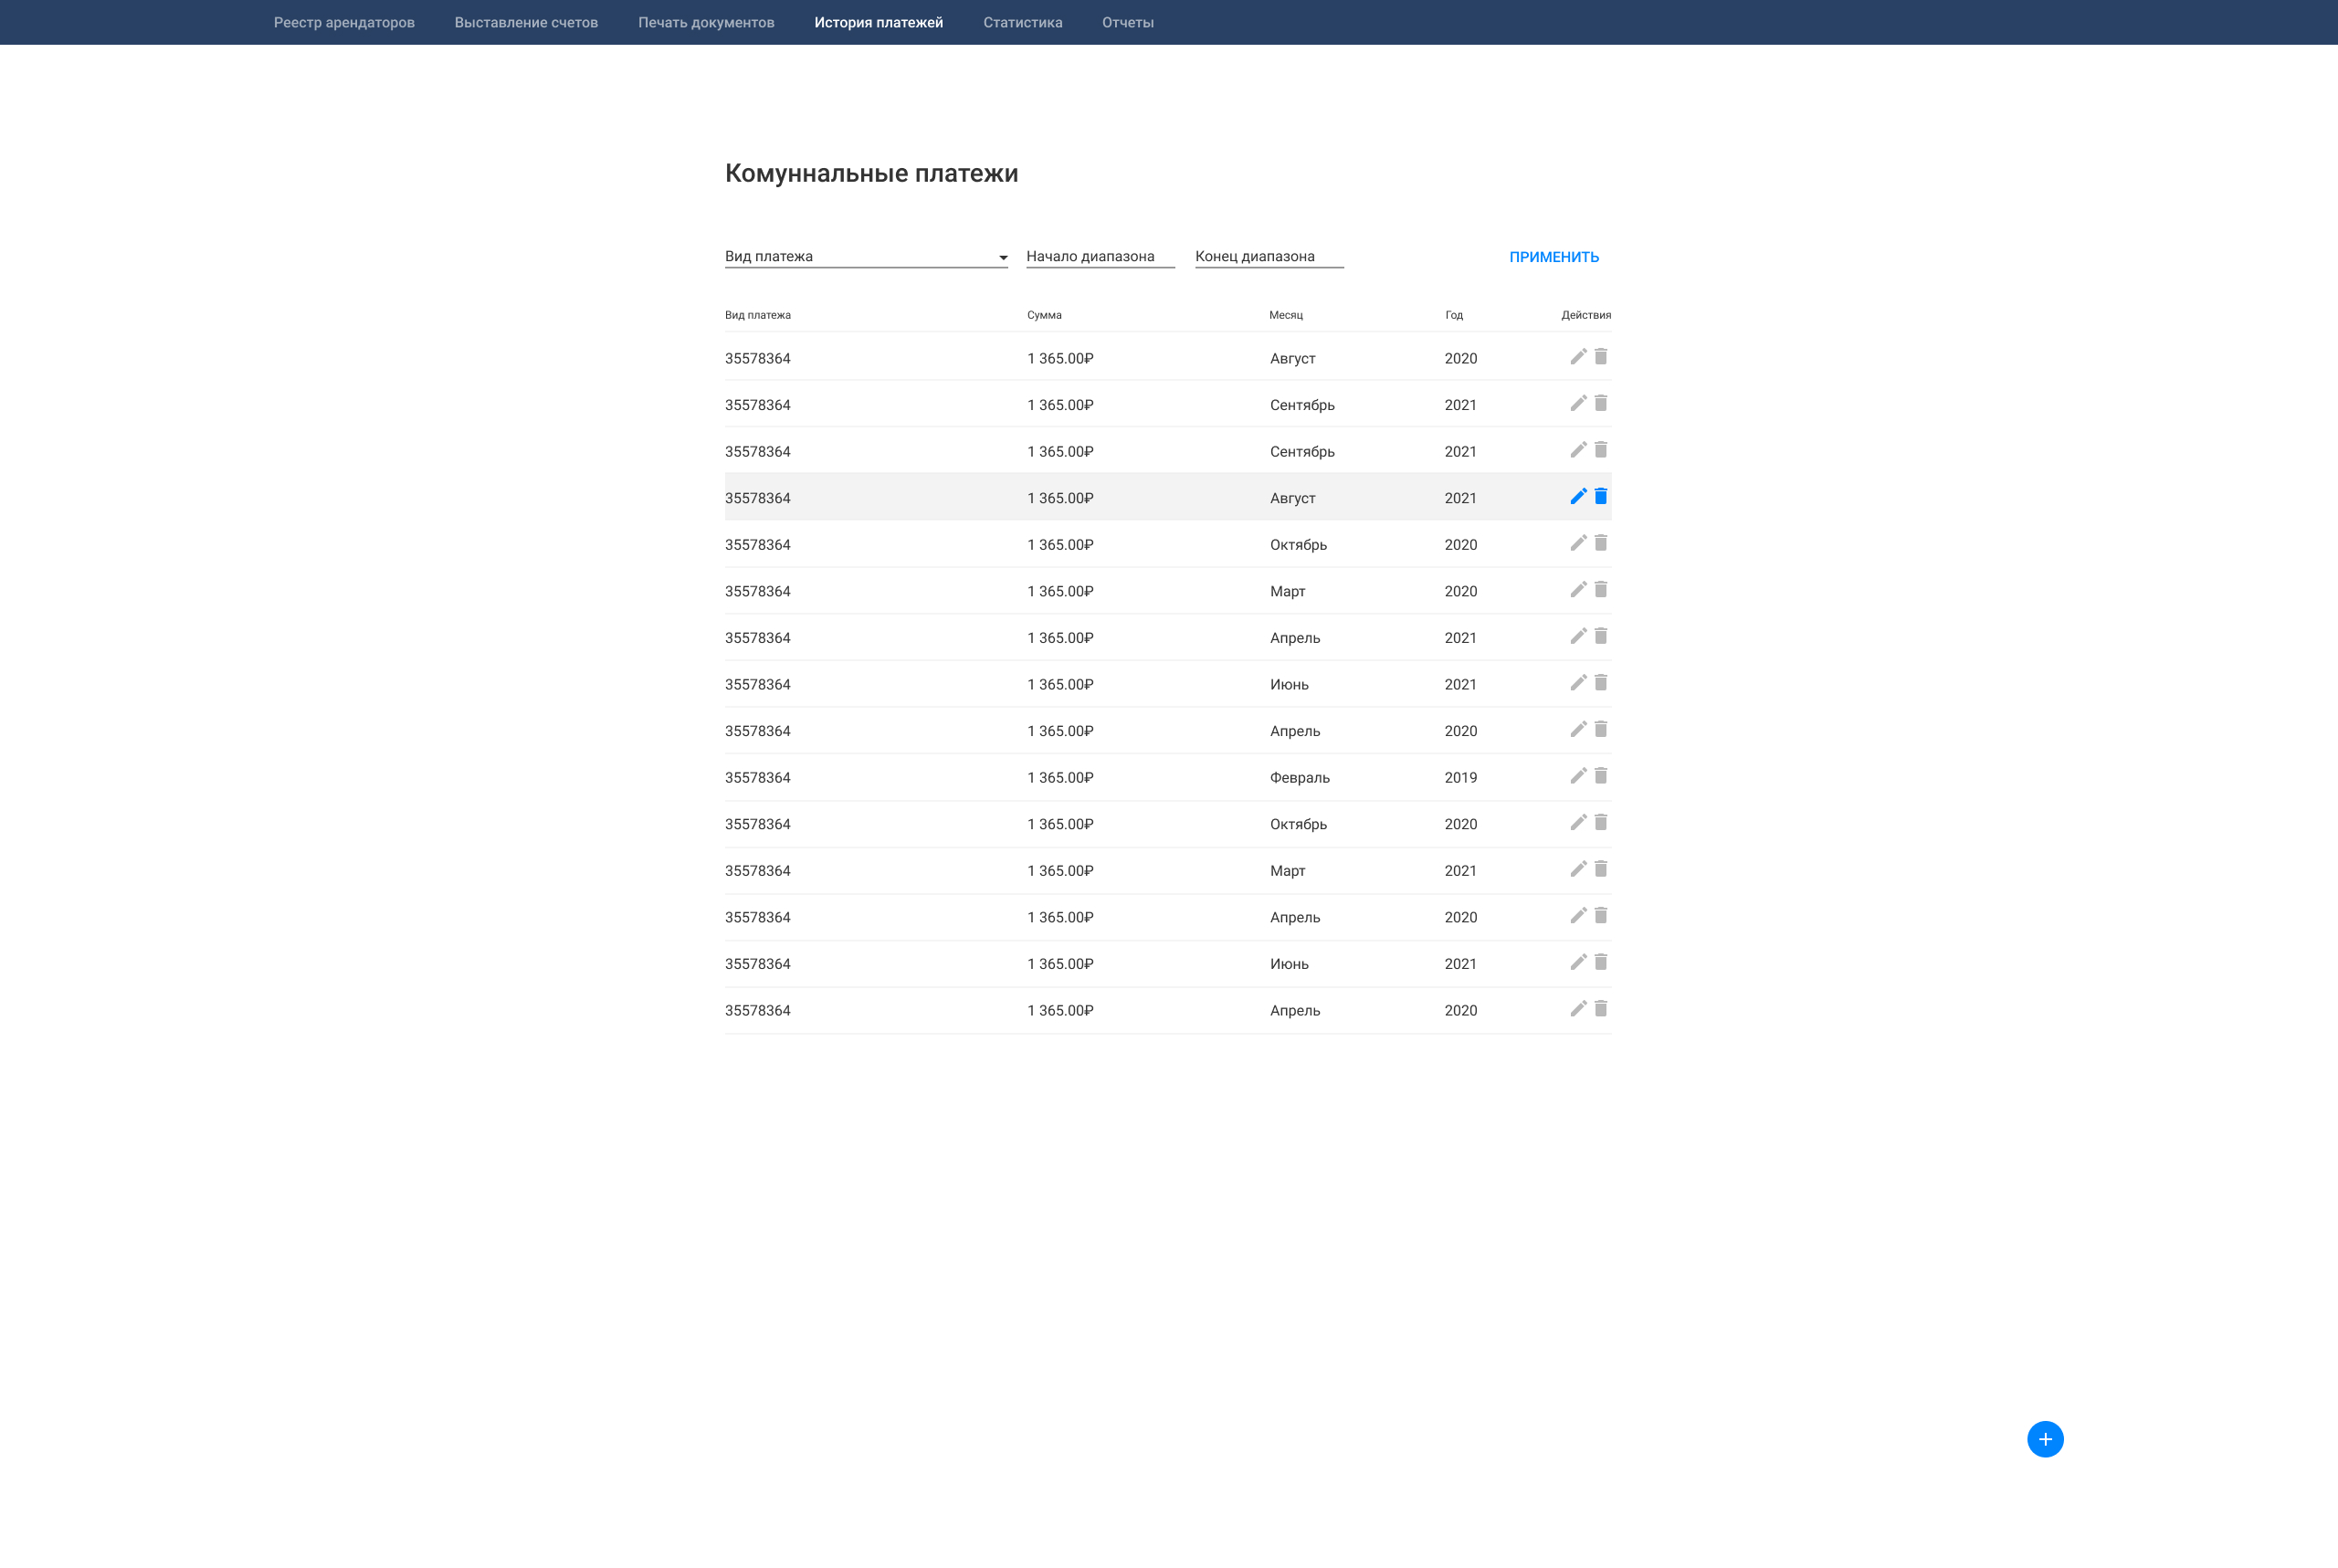 Реестр арендаторов Выставление счетов Печать документов История платежей Статистика Отчеты
Комуннальные платежи
Вид платежа Начало диапазона Конец диапазона ПРИМЕНИТЬ
Вид платежа Сумма Месяц Год Действия
35578364 1 365.00₽ Август 2020
35578364 1 365.00₽ Сентябрь 2021
35578364 1 365.00₽ Сентябрь 2021
35578364 1 365.00₽ Август 2021
35578364 1 365.00₽ Октябрь 2020
35578364 1 365.00₽ Март 2020
35578364 1 365.00₽ Апрель 2021
35578364 1 365.00₽ Июнь 2021
35578364 1 365.00₽ Апрель 2020
35578364 1 365.00₽ Февраль 2019
35578364 1 365.00₽ Октябрь 2020
35578364 1 365.00₽ Март 2021
35578364 1 365.00₽ Апрель 2020
35578364 1 365.00₽ Июнь 2021
35578364 1 365.00₽ Апрель 2020